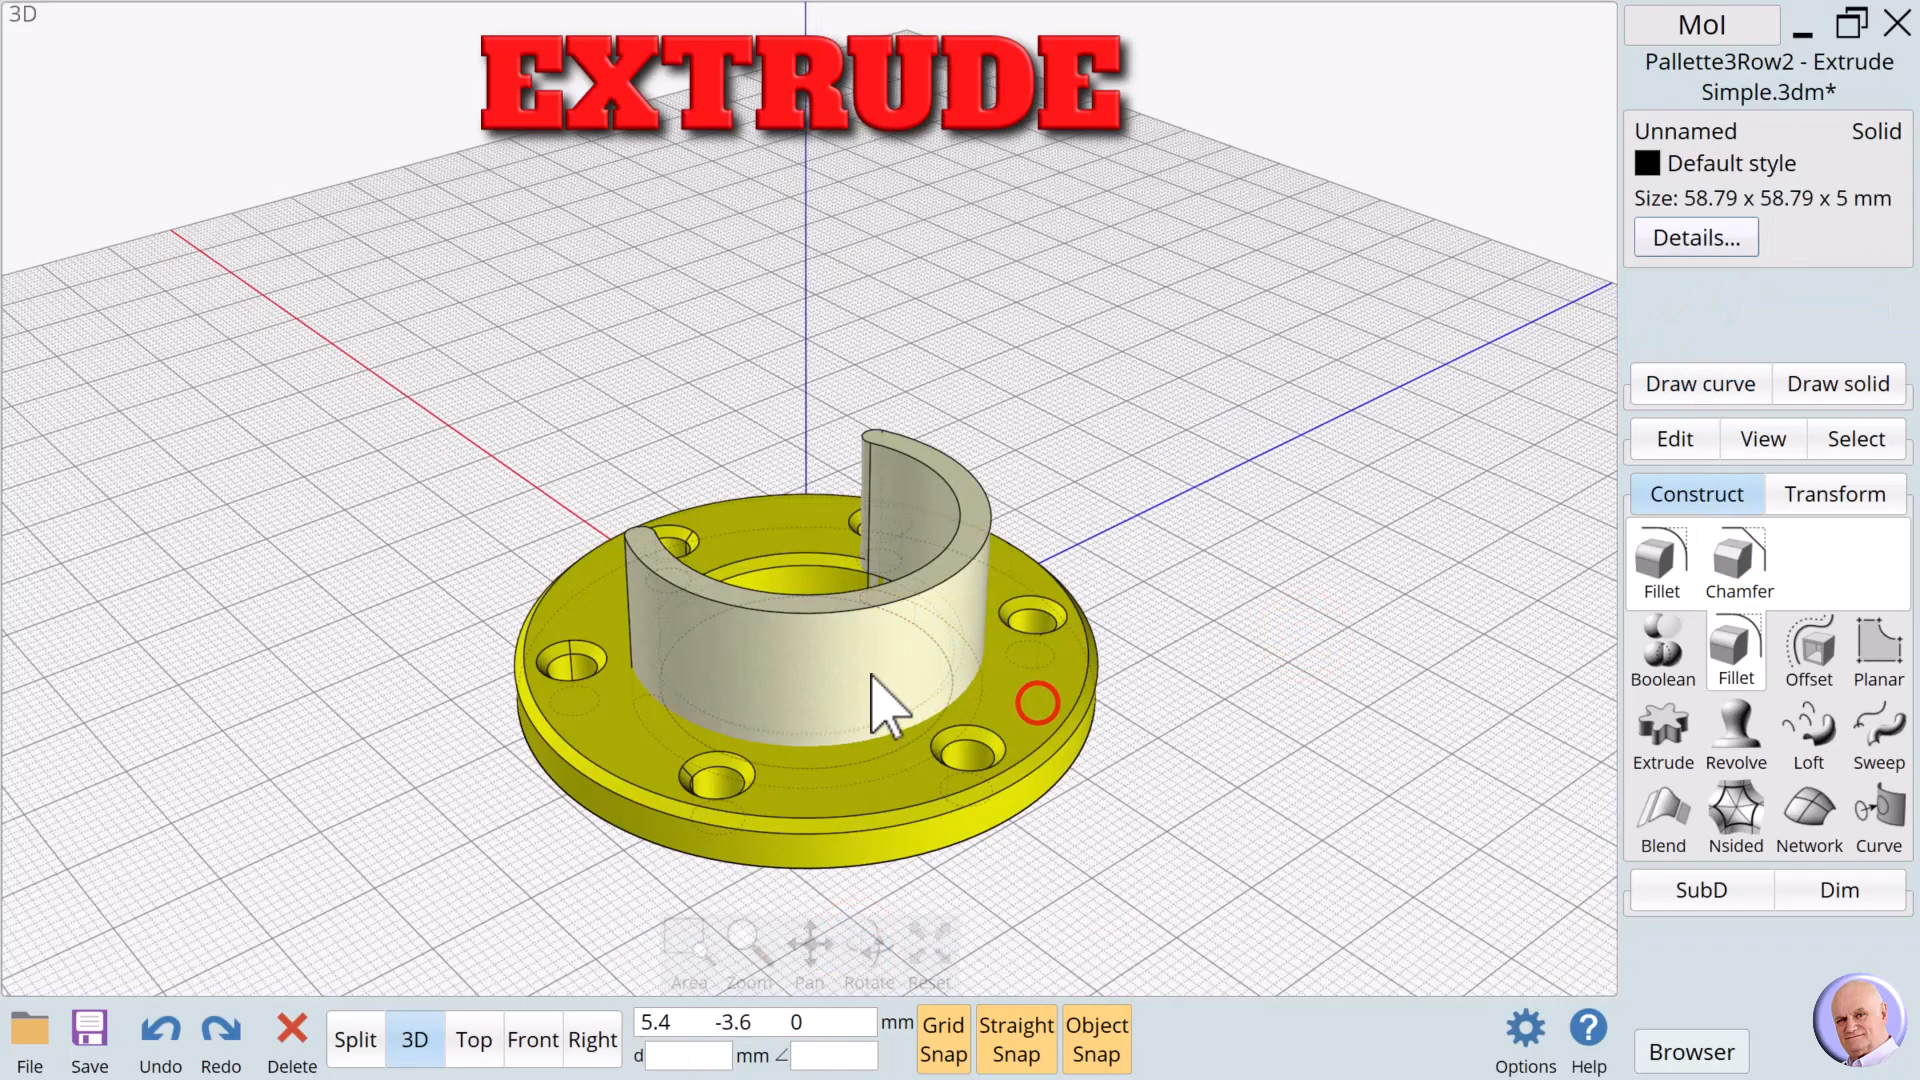 3D
EXTRUDE
MoI
Pallette3Row2 - Extrude
Simple.3dm*
Unnamed Solid
Default style
Size: 58.79 x 58.79 x 5 mm
Details...
Draw curve Draw solid
Edit View Select
Construct Transform
Fillet Chamfer
Boolean Fillet Offset Planar
Extrude Revolve Loft Sweep
Blend Nsided Network Curve
SubD Dim
Area Zoom Pan Rotate Reset
File Save Undo Redo Delete
Split 3D Top Front Right
5.4 -3.6 0 mm
d mm ∠
Grid Snap
Straight Snap
Object Snap
Options Help
Browser